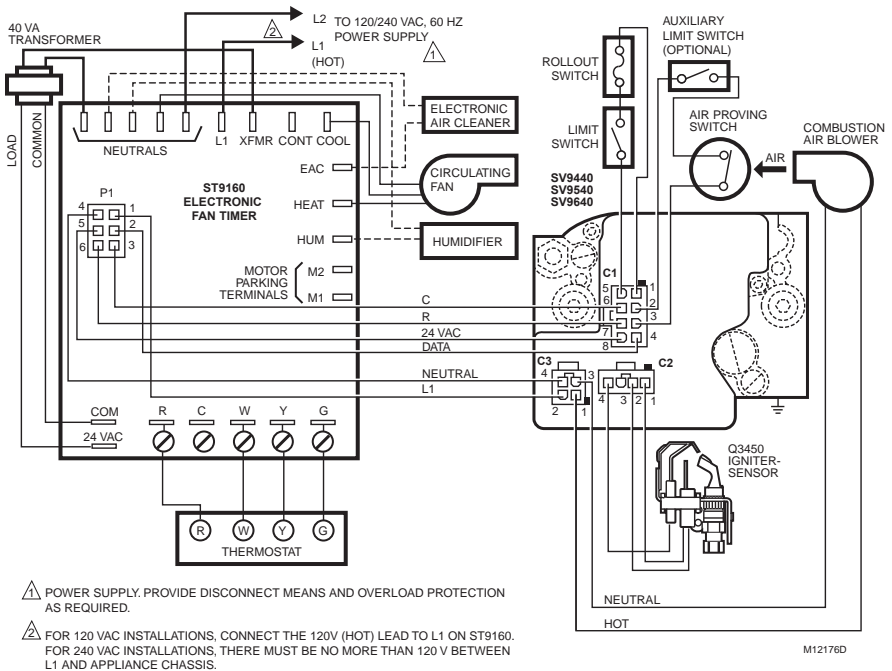 40 VA
TRANSFORMER
2
L2
TO 120/240 VAC, 60 HZ
POWER SUPPLY
L1
(HOT)
1
AUXILIARY
LIMIT SWITCH
(OPTIONAL)
ROLLOUT
SWITCH
LIMIT
SWITCH
AIR PROVING
SWITCH
AIR
COMBUSTION
AIR BLOWER
SV9440
SV9540
SV9640
LOAD
COMMON
NEUTRALS
L1 XFMR CONT COOL
ELECTRONIC
AIR CLEANER
EAC
CIRCULATING
FAN
HEAT
HUM
HUMIDIFIER
P1
4 1
5 2
6 3
ST9160
ELECTRONIC
FAN TIMER
MOTOR
PARKING
TERMINALS
M2
M1
C
R
24 VAC
DATA
NEUTRAL
L1
C1
5 1
6 2
7 3
8 4
C3
4 3
2 1
C2
4 3 2 1
COM
24 VAC
R C W Y G
R W Y G
THERMOSTAT
Q3450
IGNITER-
SENSOR
NEUTRAL
HOT
1 POWER SUPPLY. PROVIDE DISCONNECT MEANS AND OVERLOAD PROTECTION
AS REQUIRED.
2 FOR 120 VAC INSTALLATIONS, CONNECT THE 120V (HOT) LEAD TO L1 ON ST9160.
FOR 240 VAC INSTALLATIONS, THERE MUST BE NO MORE THAN 120 V BETWEEN
L1 AND APPLIANCE CHASSIS.
M12176D